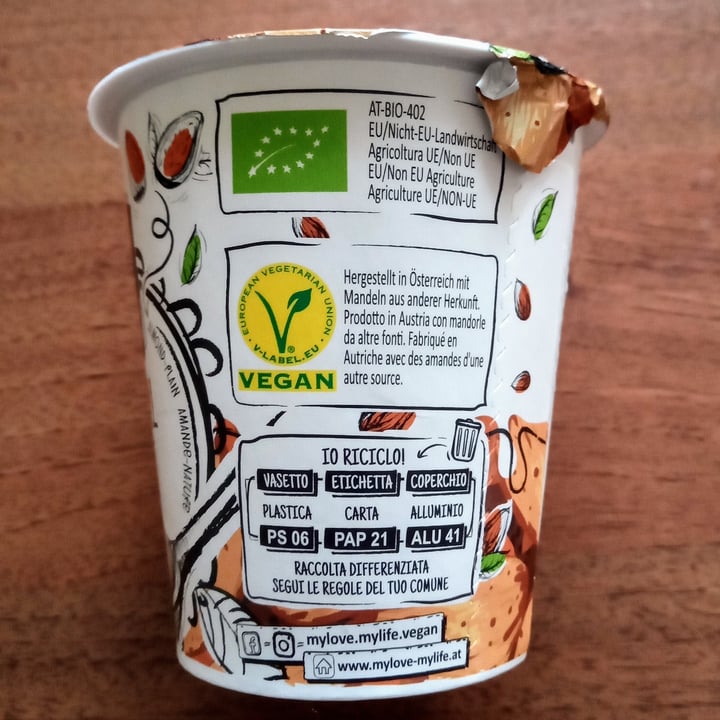 AT-BIO-402
EU/Nicht-EU-Landwirtschaft
Agricoltura UE/Non UE
EU/Non EU Agriculture
Agriculture UE/NON-UE
EUROPEAN VEGETARIAN UNION
V-LABEL.EU
VEGAN
Hergestellt in Österreich mit
Mandeln aus anderer Herkunft.
Prodotto in Austria con mandorle
da altre fonti. Fabriqué en
Autriche avec des amandes d'une
autre source.
ALMOND-PLAIN
AMANDE-NATURE
IO RICICLO!
VASETTO ETICHETTA COPERCHIO
PLASTICA CARTA ALLUMINIO
PS 06 PAP 21 ALU 41
RACCOLTA DIFFERENZIATA
SEGUI LE REGOLE DEL TUO COMUNE
mylove.mylife.vegan
www.mylove-mylife.at